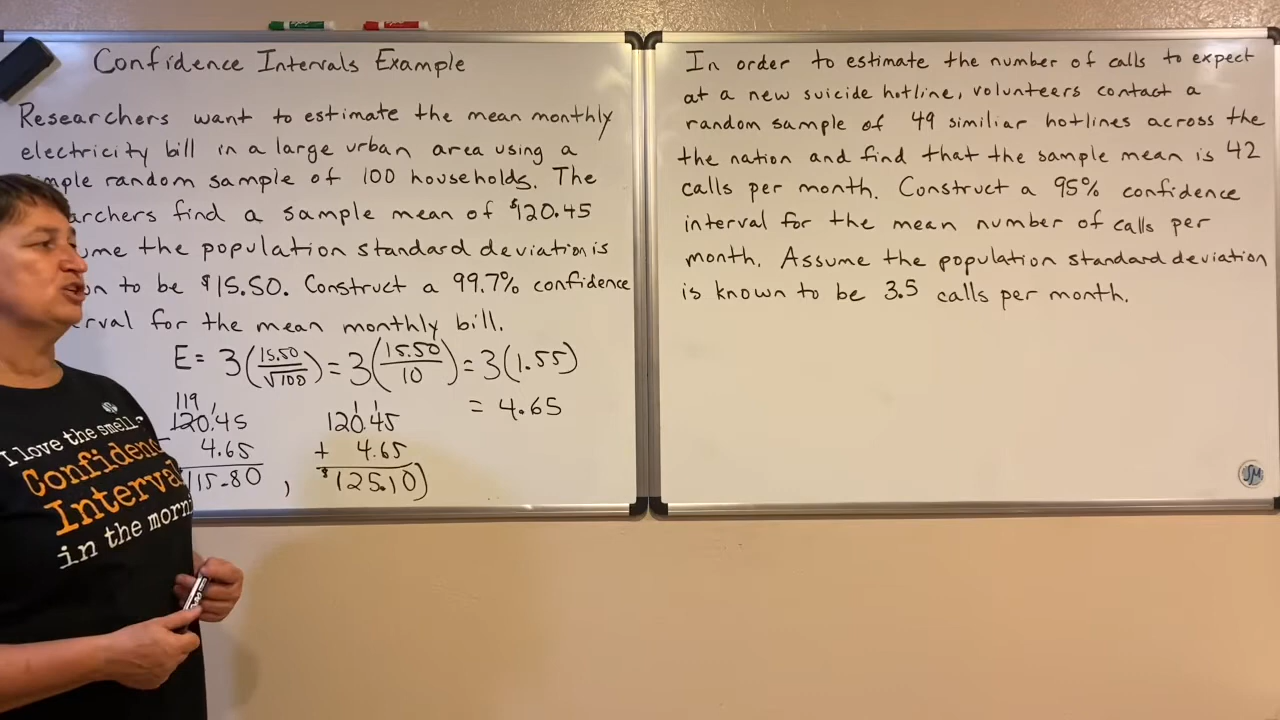 Confidence Intervals Example
Researchers want to estimate the mean monthly
electricity bill in a large urban area using a
random sample of 100 households. The
find a sample mean of $120.45
the population standard deviation is
to be $15.50. Construct a 99.7% confidence
for the mean monthly bill.
E = 3(15.50/√100) = 3(15.50/10) = 3(1.55)
= 4.65
119 1
120.45
4.65
115.80 ,
1 1
120.45
+ 4.65
$125.10)
In order to estimate the number of calls to expect
at a new suicide hotline, volunteers contact a
random sample of 49 similiar hotlines across the
the nation and find that the sample mean is 42
calls per month. Construct a 95% confidence
interval for the mean number of calls per
month. Assume the population standard deviation
is known to be 3.5 calls per month.
SM
I love the smell
Confidence
Interval
in the